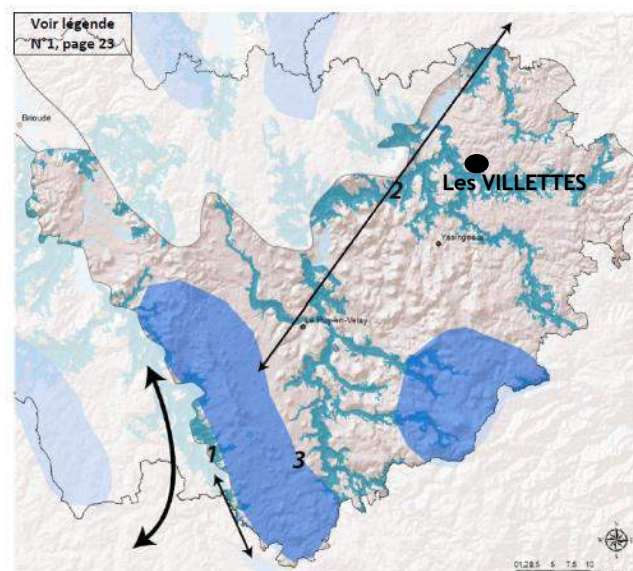 Voir légende
N°1, page 23
Brioude
2
Les VILLETTES
Yssingeaux
Le Puy-en-Velay
1
3